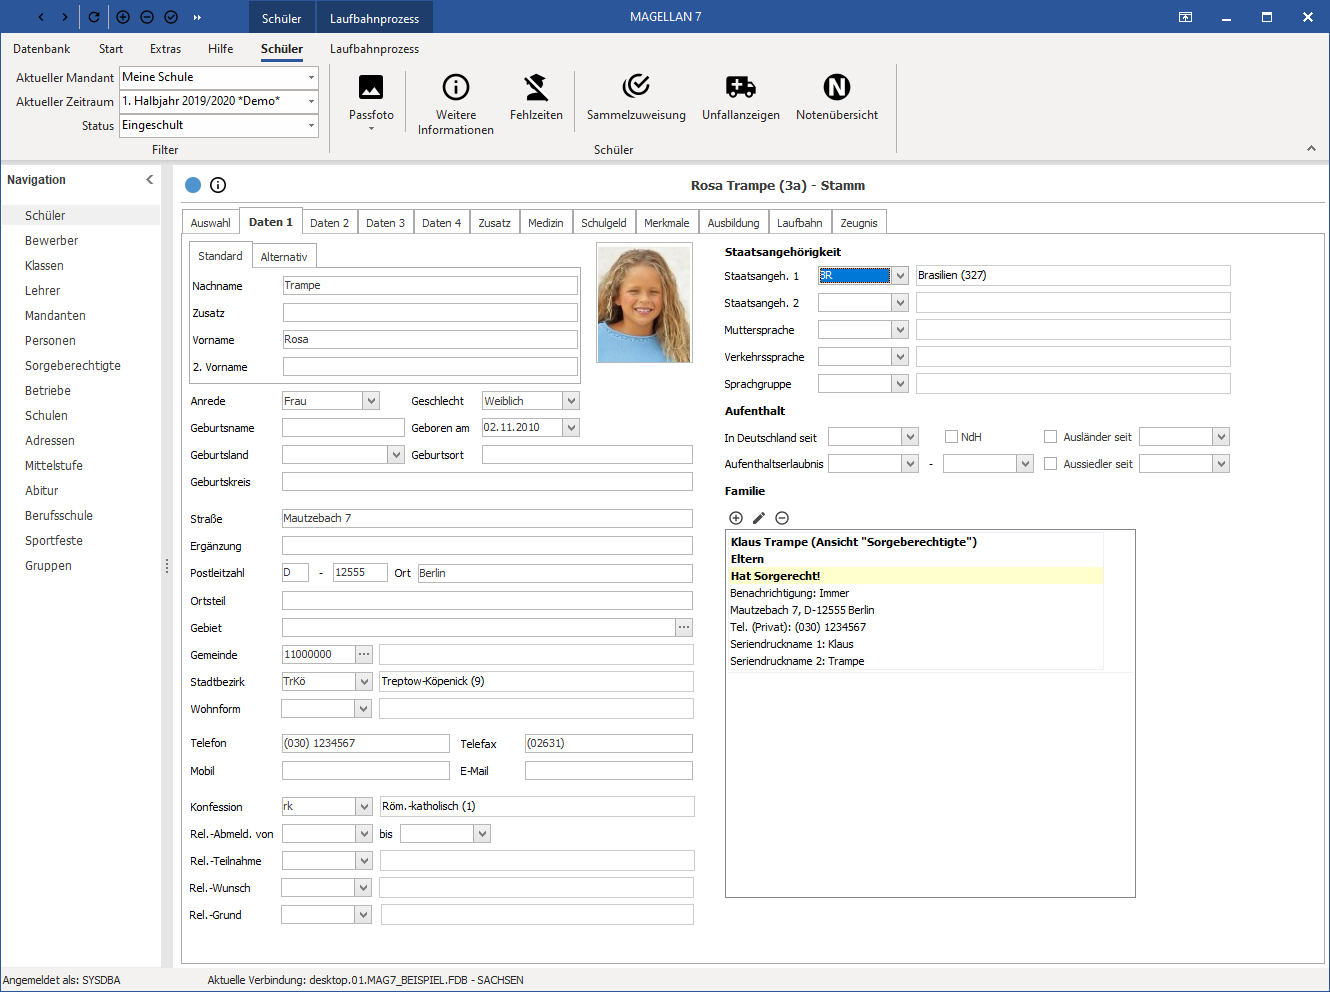 Schüler Laufbahnprozess MAGELLAN 7
Datenbank Start Extras Hilfe Schüler Laufbahnprozess
Aktueller Mandant Meine Schule
Aktueller Zeitraum 1. Halbjahr 2019/2020 *Demo*
Status Eingeschult
Filter
Passfoto
Weitere Informationen
Fehlzeiten
Sammelzuweisung
Unfallanzeigen
Notenübersicht
Schüler
Navigation
Schüler
Bewerber
Klassen
Lehrer
Mandanten
Personen
Sorgeberechtigte
Betriebe
Schulen
Adressen
Mittelstufe
Abitur
Berufsschule
Sportfeste
Gruppen
Rosa Trampe (3a) - Stamm
Auswahl Daten 1 Daten 2 Daten 3 Daten 4 Zusatz Medizin Schulgeld Merkmale Ausbildung Laufbahn Zeugnis
Standard Alternativ
Nachname Trampe
Zusatz
Vorname Rosa
2. Vorname
Anrede Frau Geschlecht Weiblich
Geburtsname Geboren am 02.11.2010
Geburtsland Geburtsort
Geburtskreis
Straße Mautzebach 7
Ergänzung
Postleitzahl D - 12555 Ort Berlin
Ortsteil
Gebiet
Gemeinde 11000000
Stadtbezirk TrKö Treptow-Köpenick (9)
Wohnform
Telefon (030) 1234567 Telefax (02631)
Mobil E-Mail
Konfession rk Röm.-katholisch (1)
Rel.-Abmeld. von bis
Rel.-Teilnahme
Rel.-Wunsch
Rel.-Grund
Staatsangehörigkeit
Staatsangeh. 1 BR Brasilien (327)
Staatsangeh. 2
Muttersprache
Verkehrssprache
Sprachgruppe
Aufenthalt
In Deutschland seit NdH Ausländer seit
Aufenthaltserlaubnis - Aussiedler seit
Familie
Klaus Trampe (Ansicht "Sorgeberechtigte")
Eltern
Hat Sorgerecht!
Benachrichtigung: Immer
Mautzebach 7, D-12555 Berlin
Tel. (Privat): (030) 1234567
Seriendruckname 1: Klaus
Seriendruckname 2: Trampe
Angemeldet als: SYSDBA Aktuelle Verbindung: desktop.01.MAG7_BEISPIEL.FDB - SACHSEN